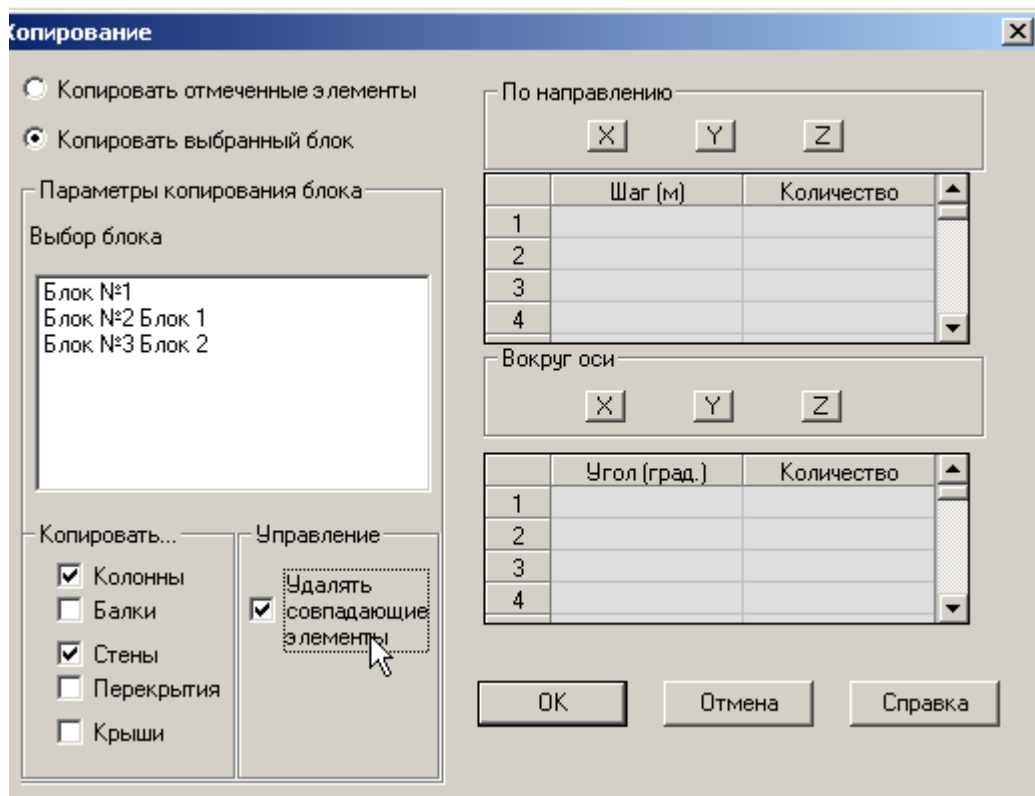 Копирование
Копировать отмеченные элементы
Копировать выбранный блок
Параметры копирования блока
Выбор блока
Блок №1
Блок №2 Блок 1
Блок №3 Блок 2
Копировать...
Колонны
Балки
Стены
Перекрытия
Крыши
Управление
Удалять
совпадающие
элементы
По направлению
X Y Z
Шаг (м) Количество
1
2
3
4
Вокруг оси
X Y Z
Угол (град.) Количество
1
2
3
4
OK Отмена Справка